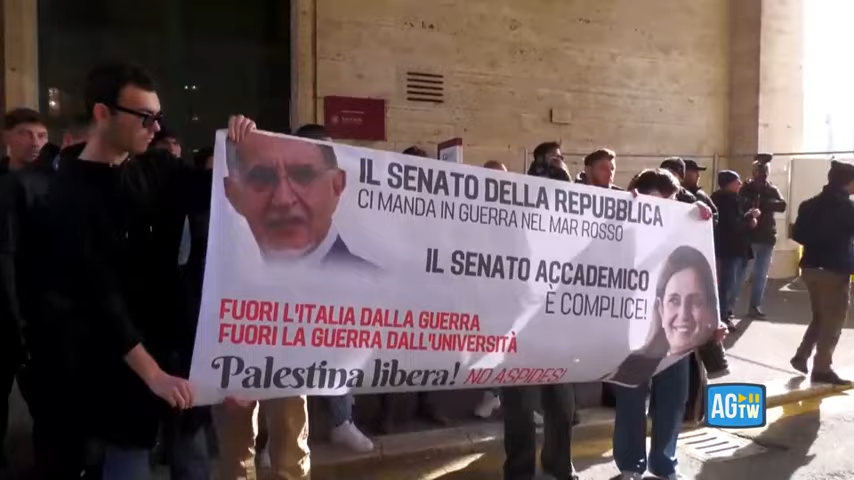 IL SENATO DELLA REPUBBLICA
CI MANDA IN GUERRA NEL MAR ROSSO
IL SENATO ACCADEMICO
È COMPLICE!
FUORI L'ITALIA DALLA GUERRA
FUORI LA GUERRA DALL'UNIVERSITÀ
Palestina libera! NO ASPIDES!
AGTW